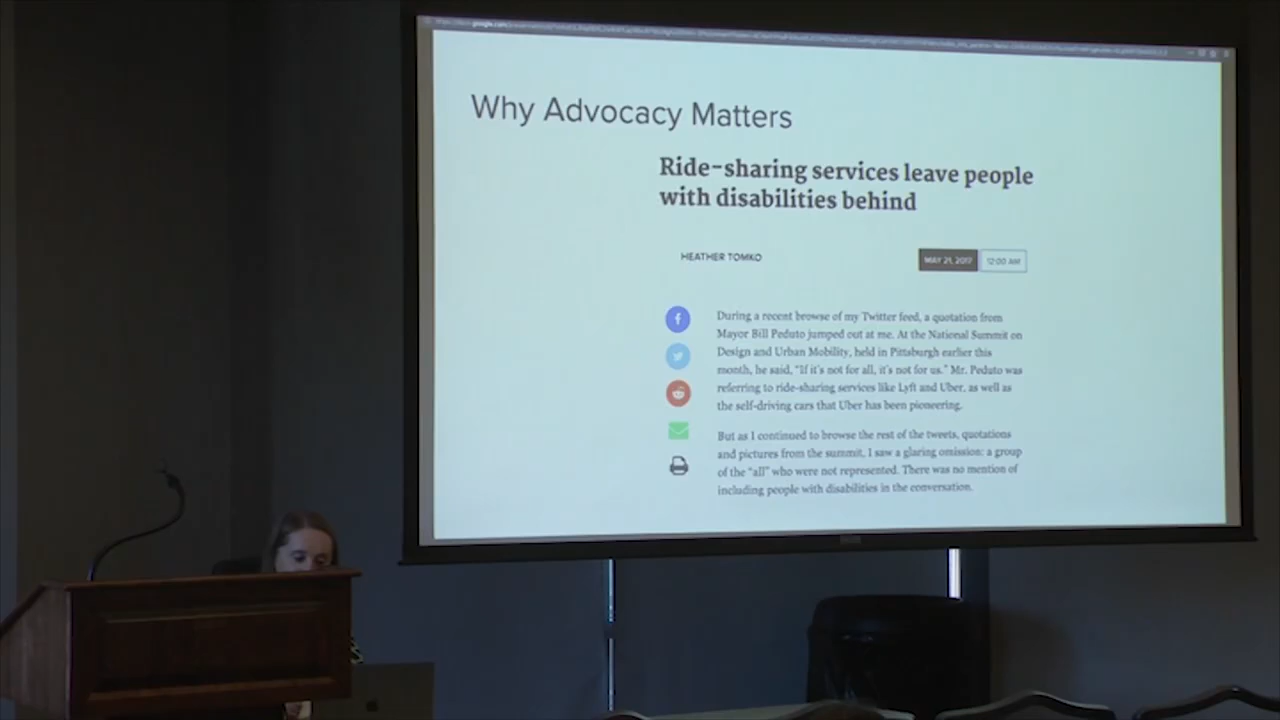 Why Advocacy Matters
Ride-sharing services leave people
with disabilities behind
HEATHER TOMKO
MAY 21, 2017
12:00 AM
During a recent browse of my Twitter feed, a quotation from
Mayor Bill Peduto jumped out at me. At the National Summit on
Design and Urban Mobility, held in Pittsburgh earlier this
month, he said, “If it's not for all, it's not for us.” Mr. Peduto was
referring to ride-sharing services like Lyft and Uber, as well as
the self-driving cars that Uber has been pioneering.
But as I continued to browse the rest of the tweets, quotations
and pictures from the summit, I saw a glaring omission: a group
of the “all” who were not represented. There was no mention of
including people with disabilities in the conversation.